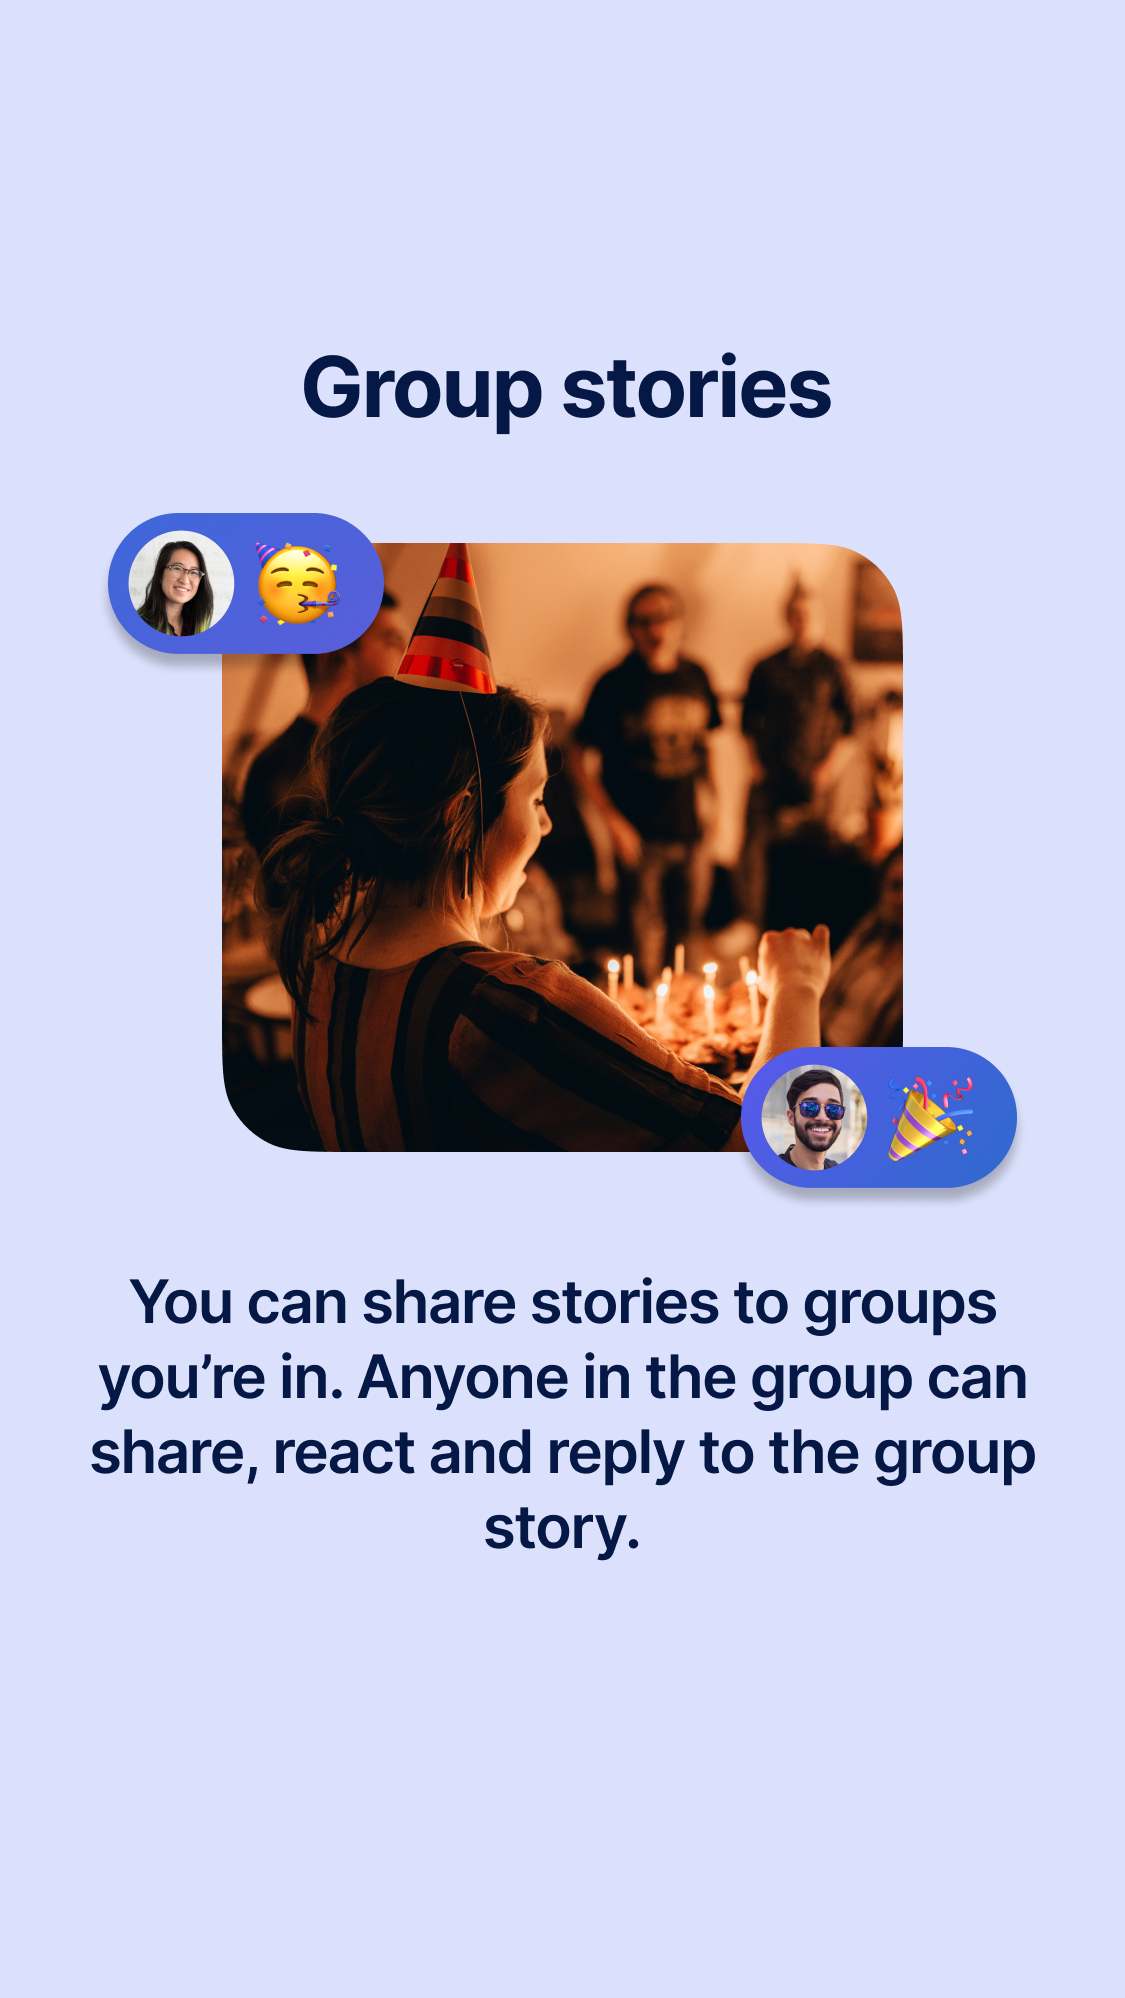 Group stories
You can share stories to groups
you’re in. Anyone in the group can
share, react and reply to the group
story.